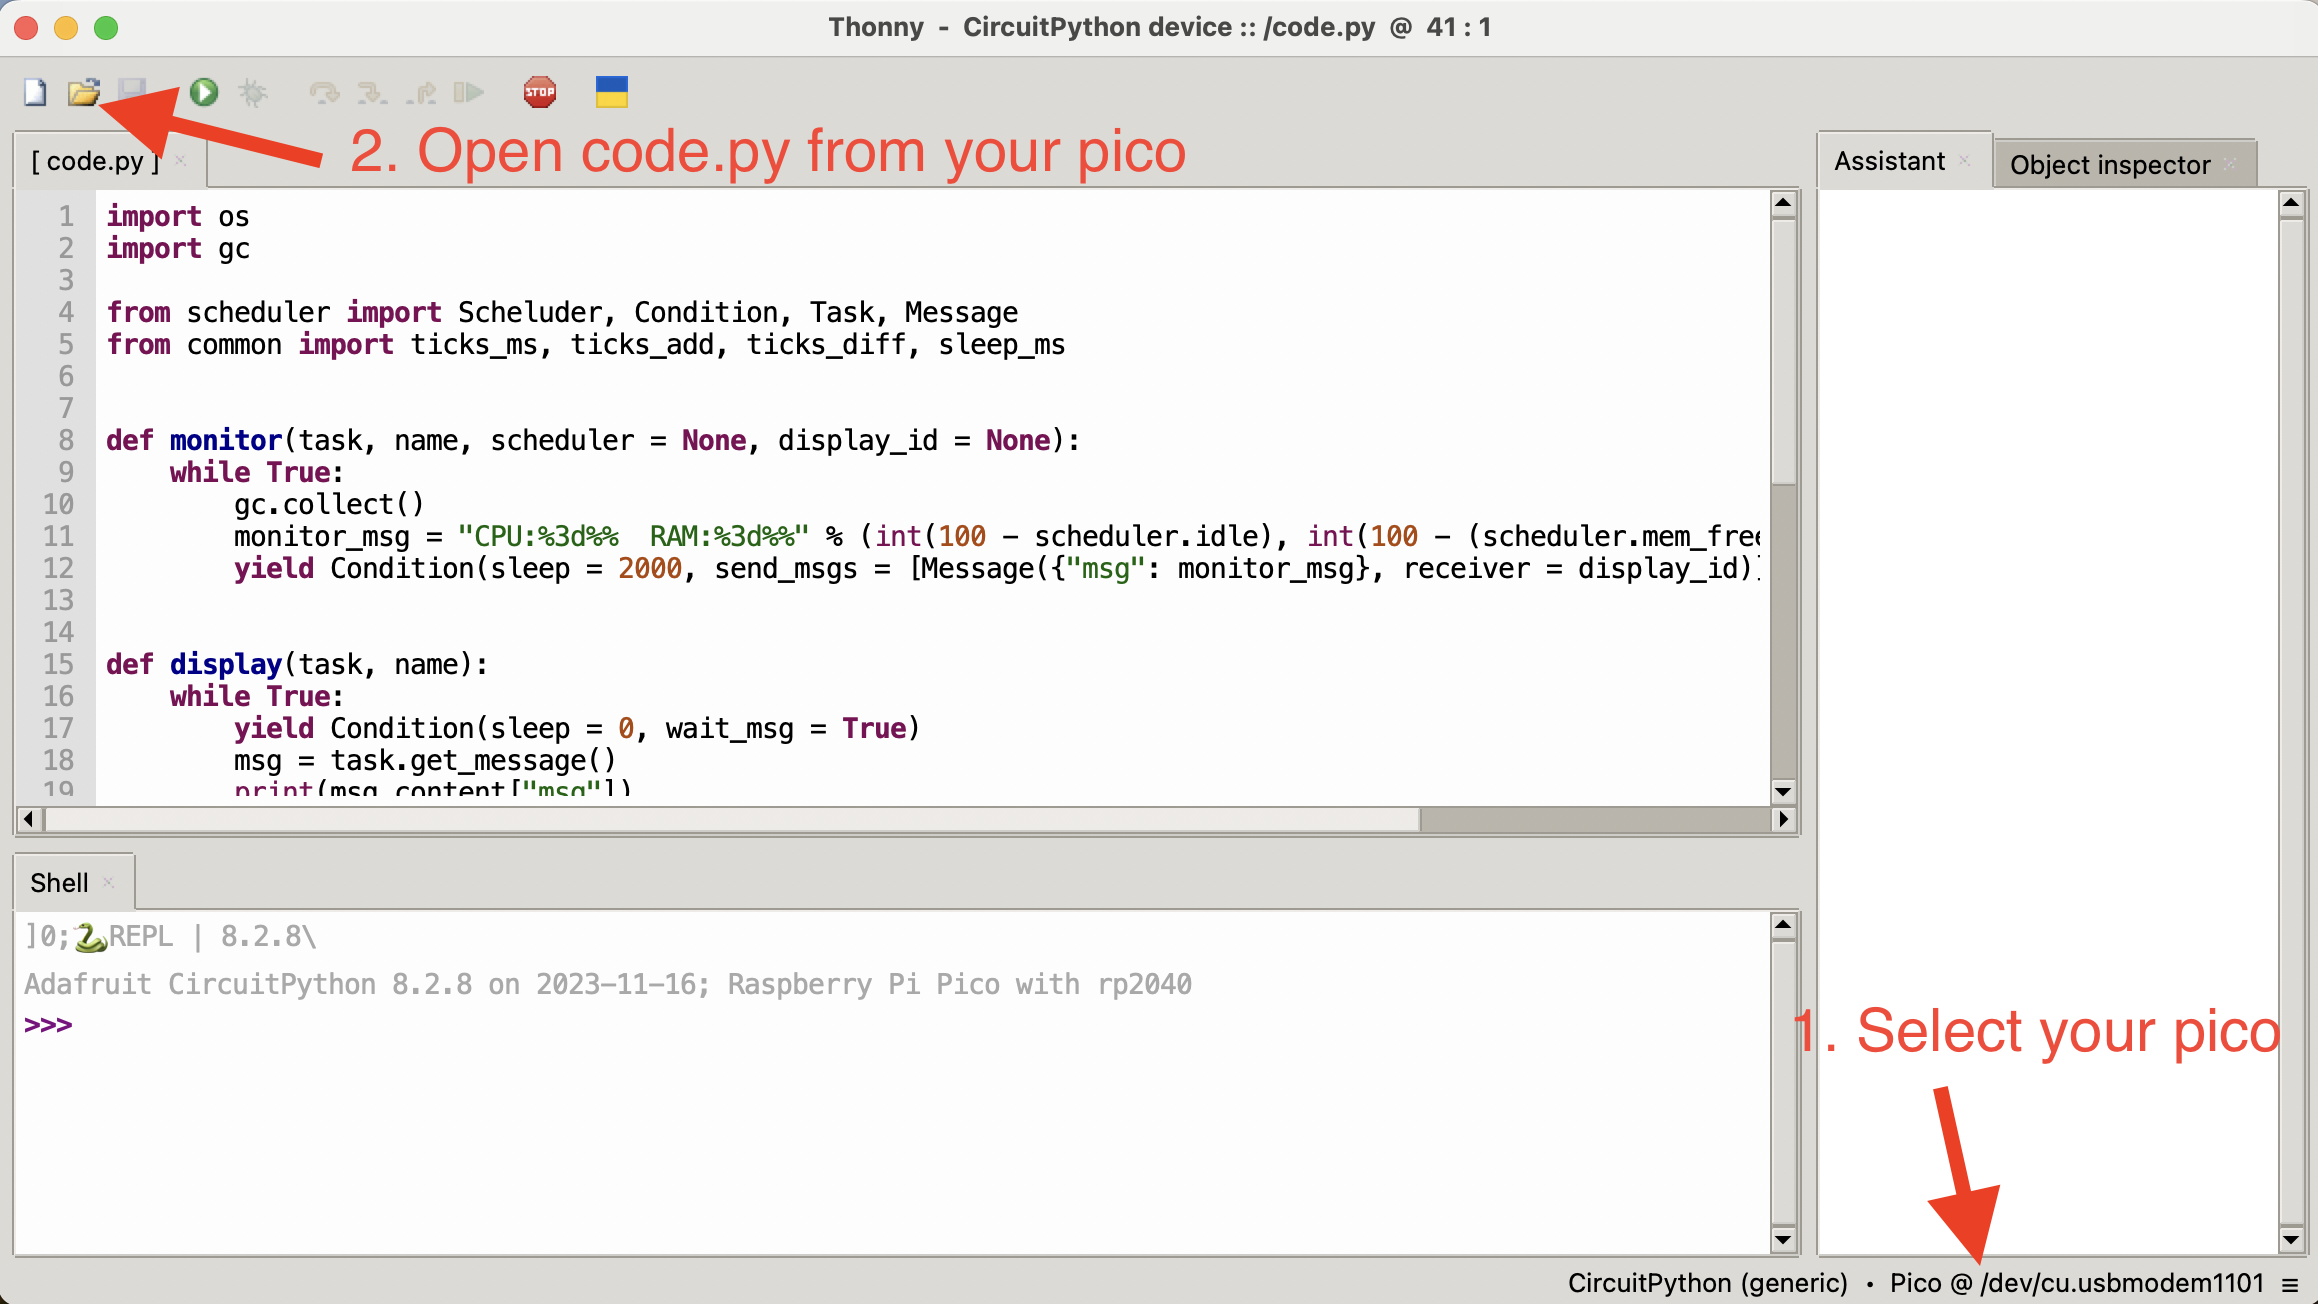 Thonny - CircuitPython device :: /code.py @ 41 : 1
STOP
2. Open code.py from your pico
[ code.py ]
Assistant
Object inspector
1 import os
2 import gc
3
4 from scheduler import Scheluder, Condition, Task, Message
5 from common import ticks_ms, ticks_add, ticks_diff, sleep_ms
6
7
8 def monitor(task, name, scheduler = None, display_id = None):
9 while True:
10 gc.collect()
11 monitor_msg = "CPU:%3d%%  RAM:%3d%%" % (int(100 - scheduler.idle), int(100 - (scheduler.mem_free
12 yield Condition(sleep = 2000, send_msgs = [Message({"msg": monitor_msg}, receiver = display_id)]
13
14
15 def display(task, name):
16 while True:
17 yield Condition(sleep = 0, wait_msg = True)
18 msg = task.get_message()
19 print(msg.content["msg"])
Shell
]0;🐍REPL | 8.2.8\
Adafruit CircuitPython 8.2.8 on 2023-11-16; Raspberry Pi Pico with rp2040
>>>
1. Select your pico
CircuitPython (generic) • Pico @ /dev/cu.usbmodem1101 ≡